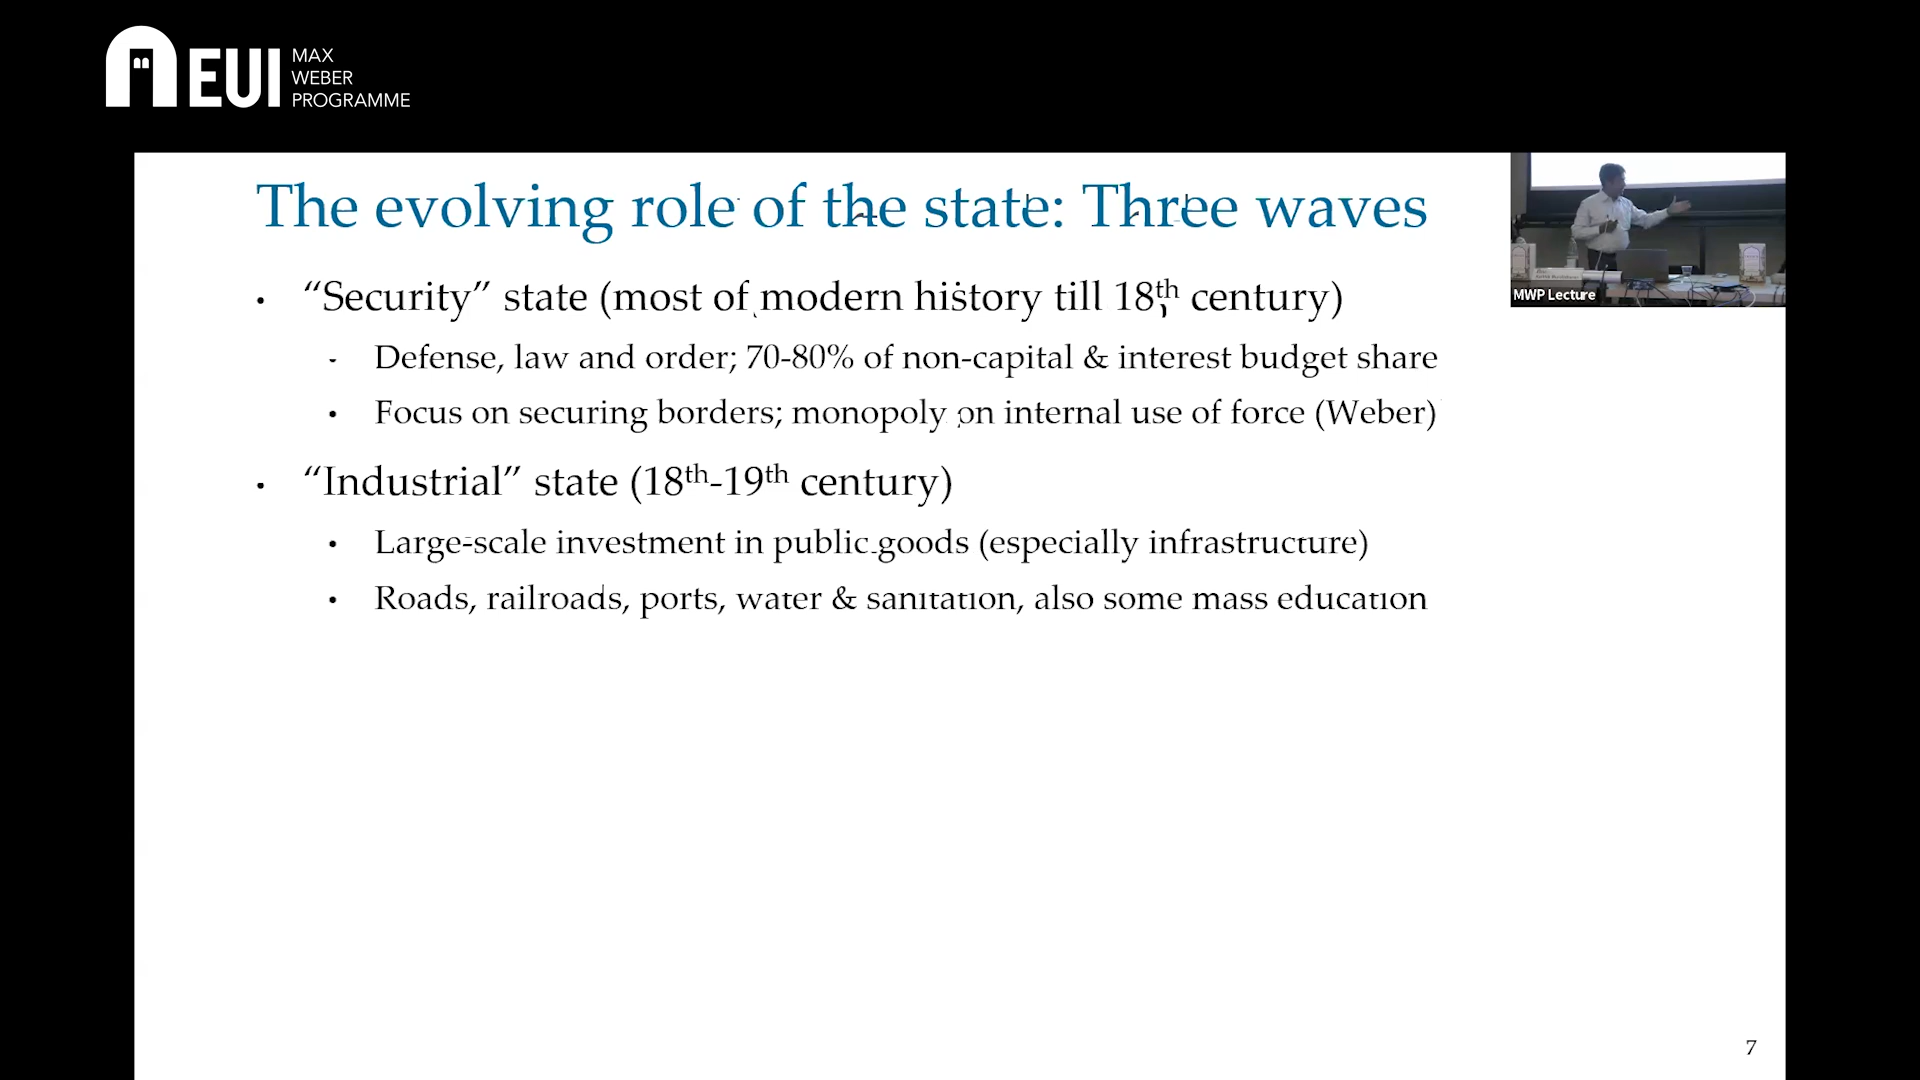 EUI
MAX
WEBER
PROGRAMME
The evolving role of the state: Three waves
• “Security” state (most of modern history till 18th century)
- Defense, law and order; 70-80% of non-capital & interest budget share
• Focus on securing borders; monopoly on internal use of force (Weber)
• “Industrial” state (18th-19th century)
• Large-scale investment in public goods (especially infrastructure)
• Roads, railroads, ports, water & sanitation, also some mass education
MWP Lecture
7